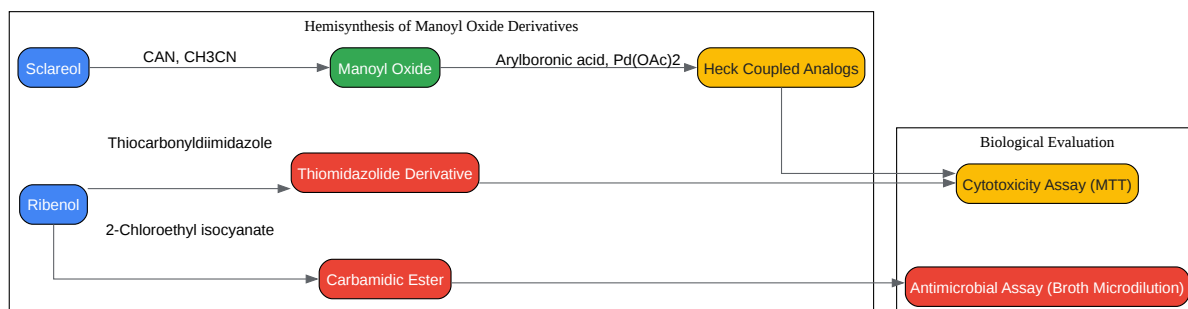 Hemisynthesis of Manoyl Oxide Derivatives
Sclareol
CAN, CH3CN
Manoyl Oxide
Arylboronic acid, Pd(OAc)2
Heck Coupled Analogs
Thiocarbonyldiimidazole
Thiomidazolide Derivative
Ribenol
2-Chloroethyl isocyanate
Carbamidic Ester
Biological Evaluation
Cytotoxicity Assay (MTT)
Antimicrobial Assay (Broth Microdilution)